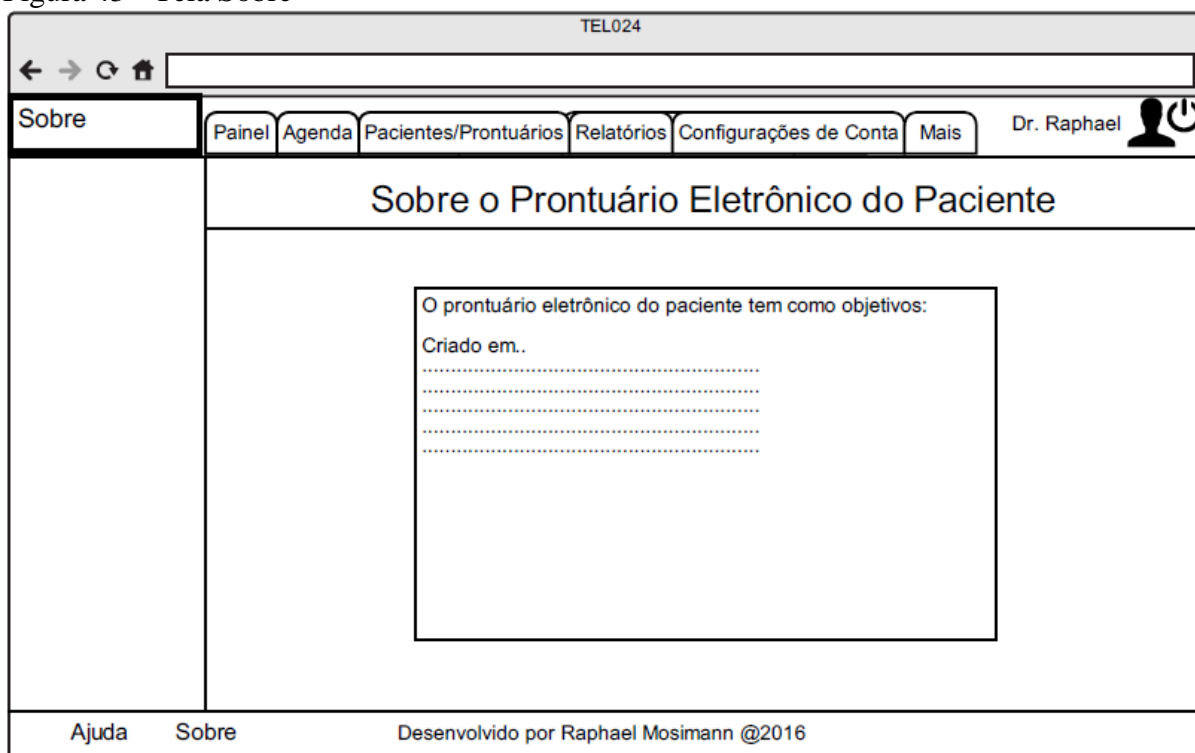 TEL024
Sobre
Painel Agenda Pacientes/Prontuários Relatórios Configurações de Conta Mais Dr. Raphael
Sobre o Prontuário Eletrônico do Paciente
O prontuário eletrônico do paciente tem como objetivos:
Criado em..
............................................................
............................................................
............................................................
............................................................
............................................................
Ajuda Sobre Desenvolvido por Raphael Mosimann @2016